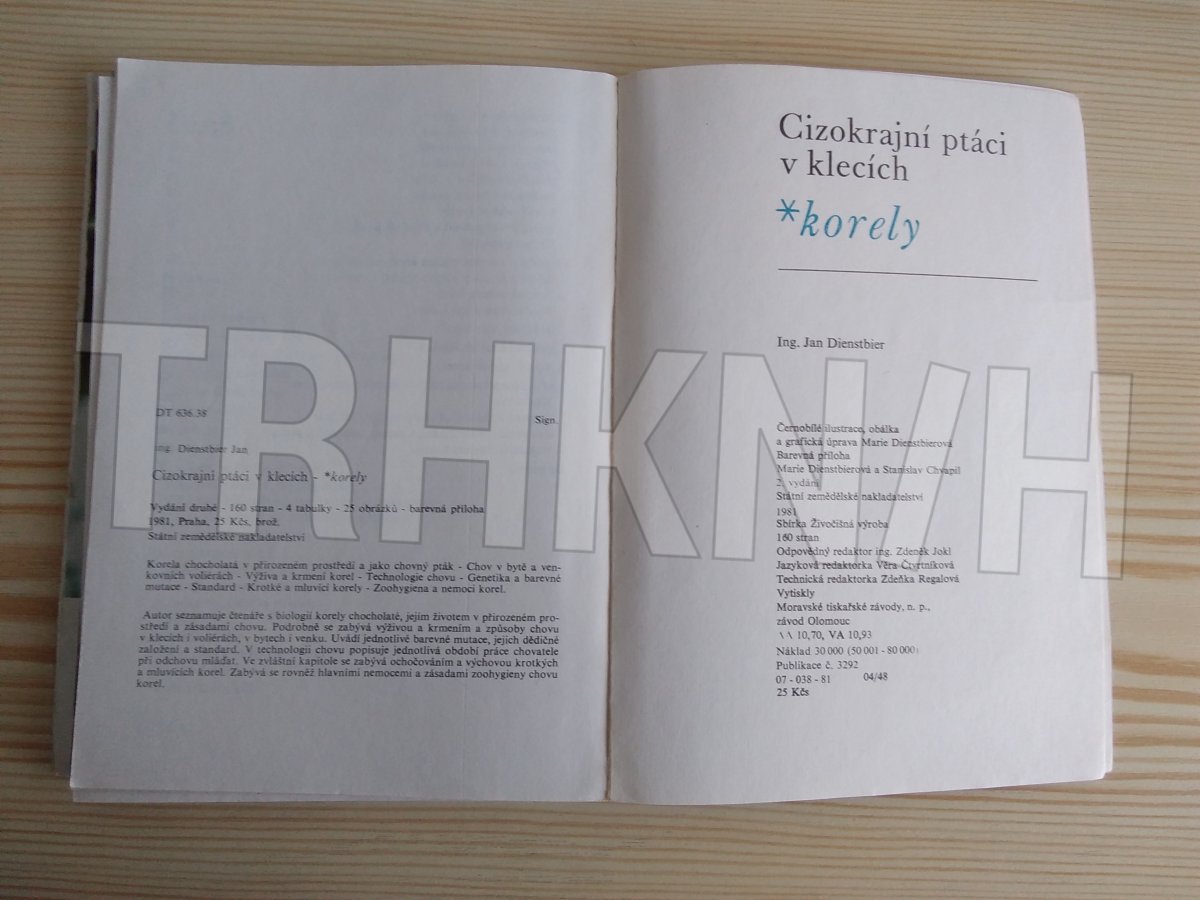 DT 636.38
Sign.
Ing. Dienstbier Jan
Cizokrajní ptáci v klecích - *korely
Vydání druhé - 160 stran - 4 tabulky - 25 obrázků - barevná příloha
1981, Praha, 25 Kčs, brož.
Státní zemědělské nakladatelství
Korela chocholatá v přirozeném prostředí a jako chovný pták - Chov v bytě a ven-
kovních voliérách - Výživa a krmení korel - Technologie chovu - Genetika a barevné
mutace - Standard - Krotké a mluvící korely - Zoohygiena a nemoci korel.
Autor seznamuje čtenáře s biologií korely chocholaté, jejím životem v přirozeném pro-
středí a zásadami chovu. Podrobně se zabývá výživou a krmením a způsoby chovu
v klecích i voliérách, v bytech i venku. Uvádí jednotlivé barevné mutace, jejich dědičné
založení a standard. V technologii chovu popisuje jednotlivá období práce chovatele
při odchovu mláďat. Ve zvláštní kapitole se zabývá ochočováním a výchovou krotkých
a mluvících korel. Zabývá se rovněž hlavními nemocemi a zásadami zoohygieny chovu
korel.
Cizokrajní ptáci
v klecích
*korely
Ing. Jan Dienstbier
Černobílé ilustrace, obálka
a grafická úprava Marie Dienstbierová
Barevná příloha
Marie Dienstbierová a Stanislav Chvapil
2. vydání
Státní zemědělské nakladatelství
1981
Sbírka Živočišná výroba
160 stran
Odpovědný redaktor ing. Zdeněk Jokl
Jazyková redaktorka Věra Čtvrtníková
Technická redaktorka Zdeňka Regalová
Vytiskly
Moravské tiskařské závody, n. p.,
závod Olomouc
10,70, VA 10,93
Náklad 30 000 (50 001 - 80 000)
Publikace č. 3292
07 - 038 - 81 04/48
25 Kčs
TRHKNIH